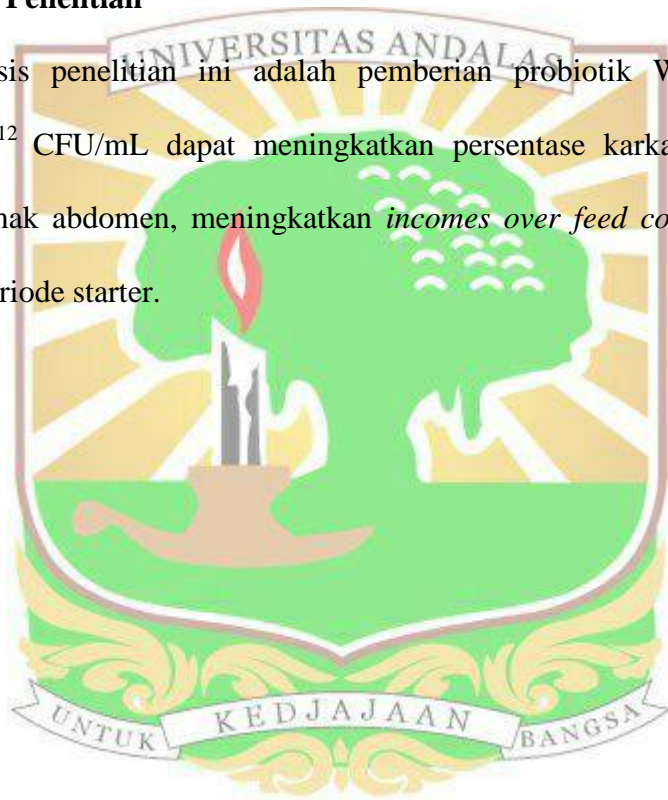 Penelitian
UNIVERSITAS ANDALAS
sis penelitian ini adalah pemberian probiotik W
12 CFU/mL dapat meningkatkan persentase karka
nak abdomen, meningkatkan incomes over feed co
riode starter.
UNTUK KEDJAJAAN BANGSA